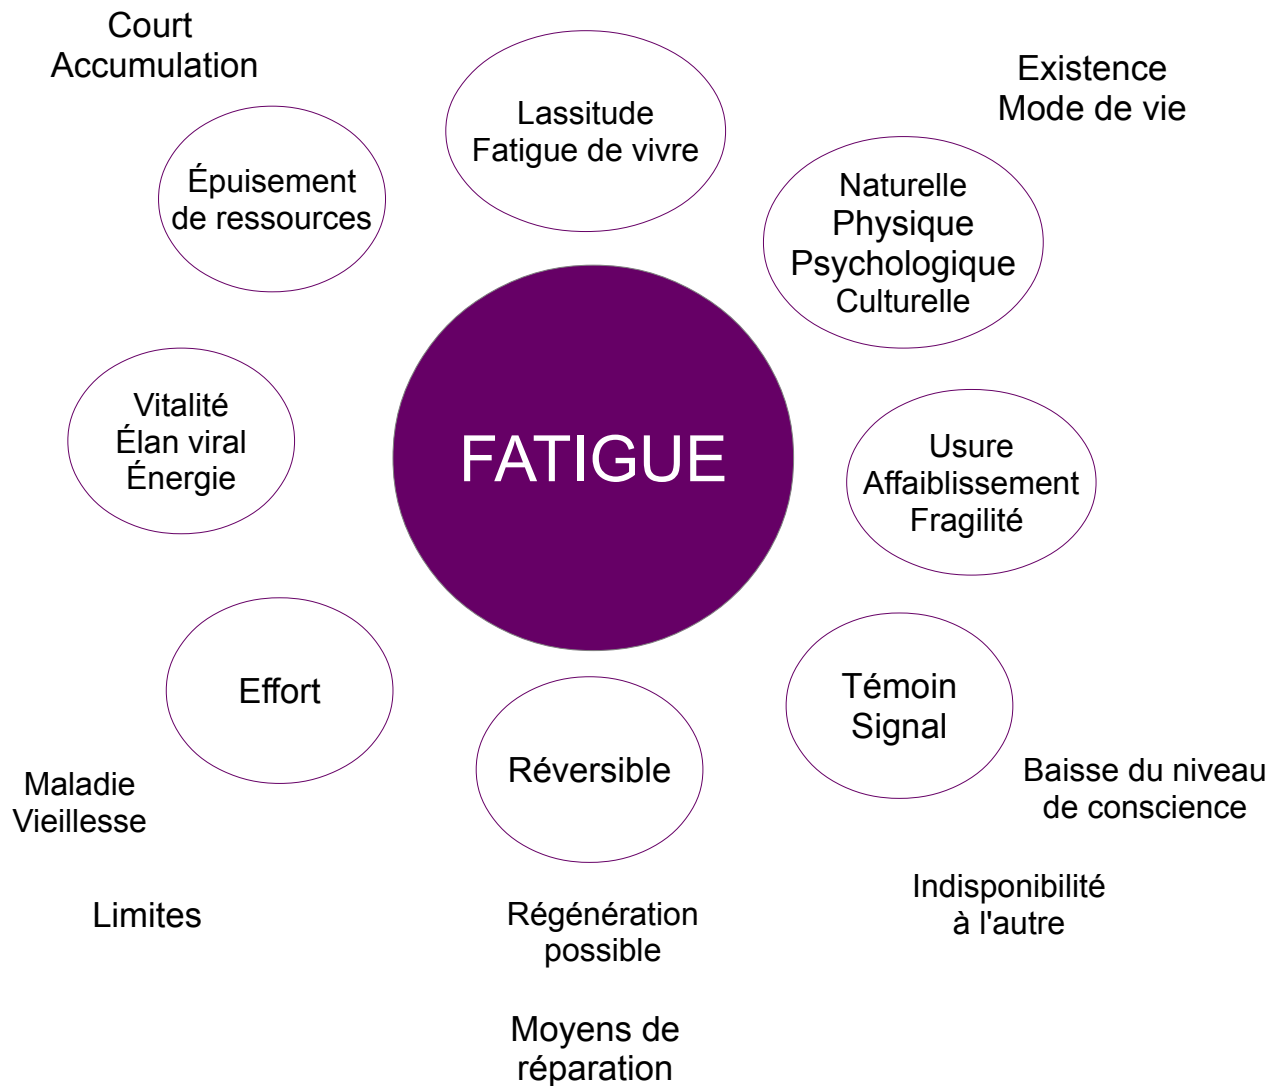 Court
Accumulation
Existence
Mode de vie
Lassitude
Fatigue de vivre
Épuisement
de ressources
Naturelle
Physique
Psychologique
Culturelle
Vitalité
Élan viral
Énergie
FATIGUE
Usure
Affaiblissement
Fragilité
Effort
Réversible
Témoin
Signal
Maladie
Vieillesse
Baisse du niveau
de conscience
Limites
Régénération
possible
Indisponibilité
à l'autre
Moyens de
réparation